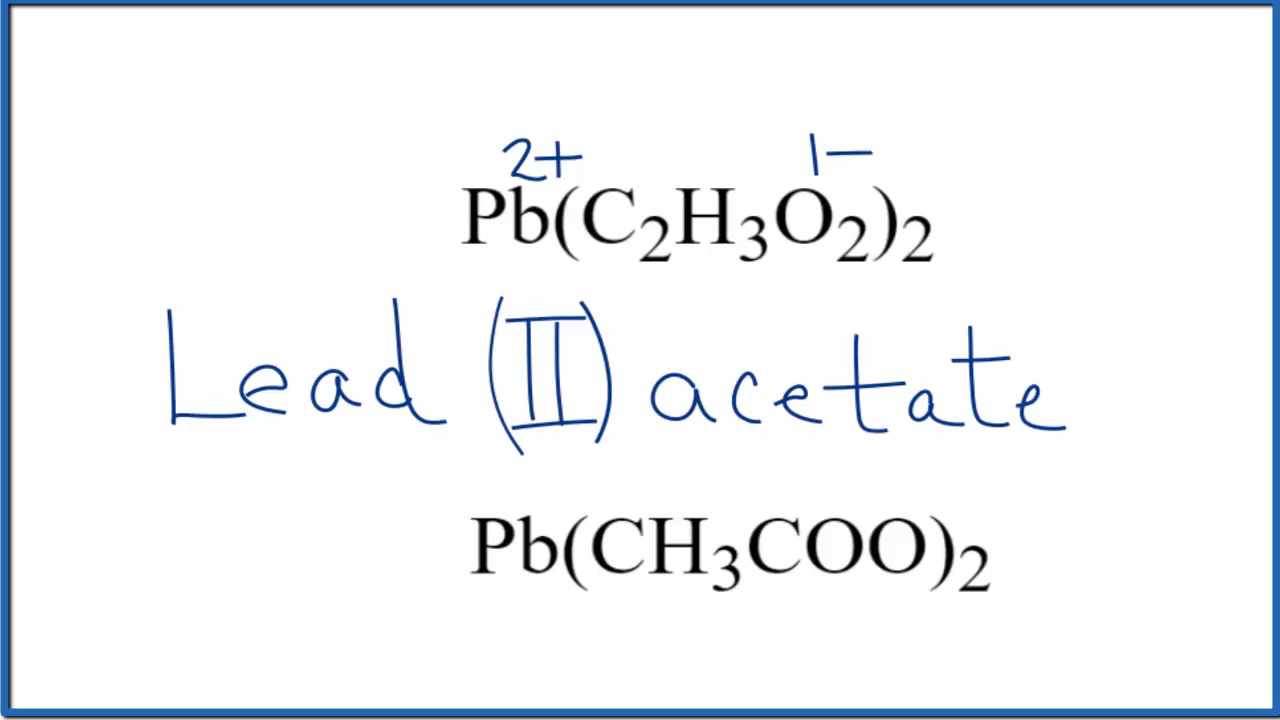 2+ 1−
Pb(C₂H₃O₂)₂
Lead (II) acetate
Pb(CH₃COO)₂